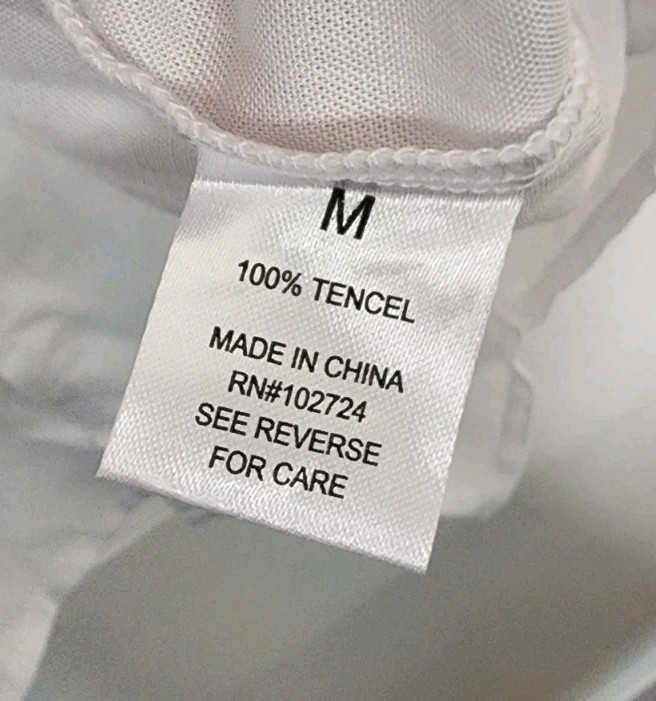 M
100% TENCEL
MADE IN CHINA
RN#102724
SEE REVERSE
FOR CARE